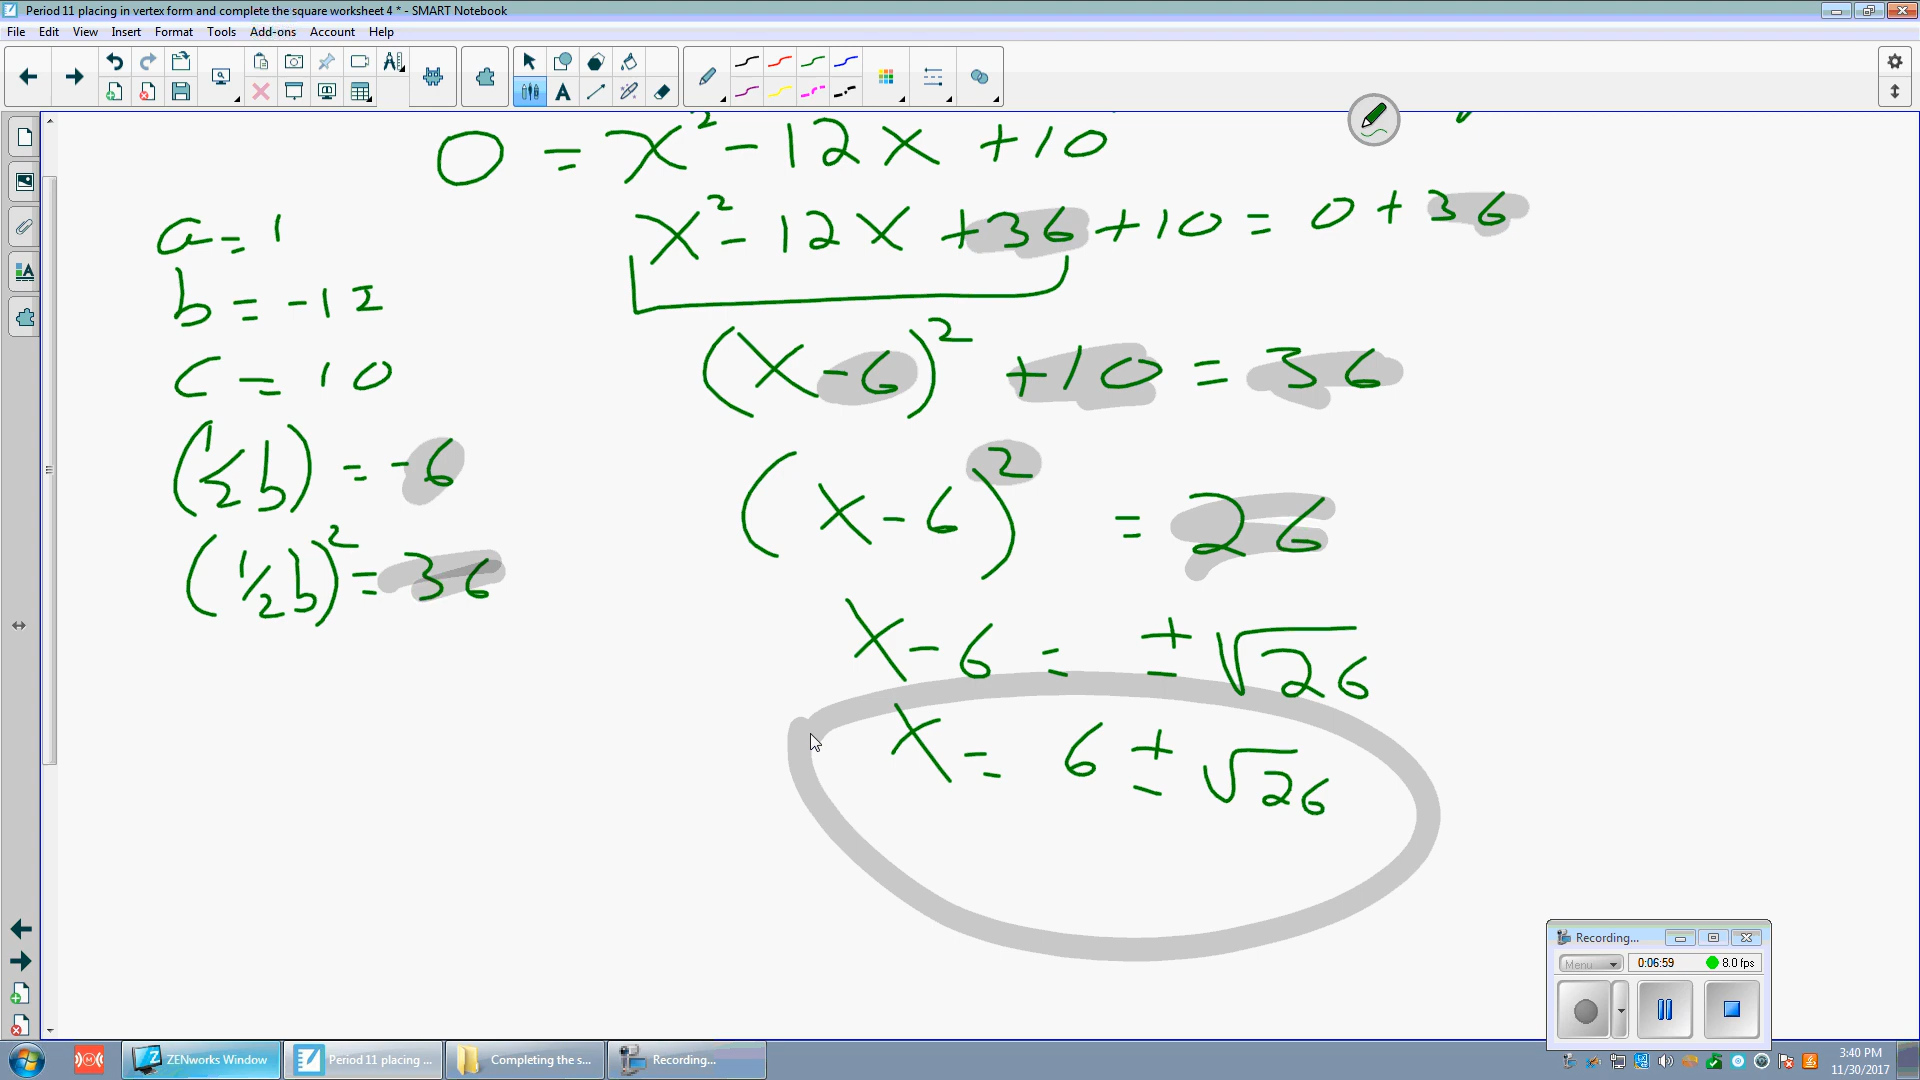 Period 11 placing in vertex form and complete the square worksheet 4 * - SMART Notebook
File Edit View Insert Format Tools Add-ons Account Help
0 = x² - 12x + 10
x² - 12x + 36 + 10 = 0 + 36
a = 1
b = -12
c = 10
(½b) = -6
(1/2b)² = 36
(x - 6)² + 10 = 36
(x - 6)² = 26
x - 6 = ± √26
x = 6 ± √26
Recording...
Menu 0:06:59 8.0 fps
ZENworks Window Period 11 placing ... Completing the s... Recording...
3:40 PM
11/30/2017